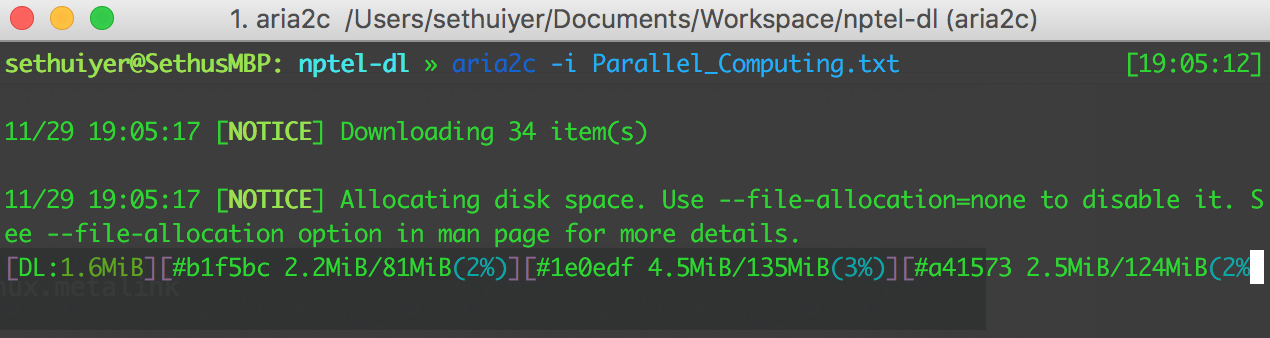 1. aria2c /Users/sethuiyer/Documents/Workspace/nptel-dl (aria2c)
sethuiyer@SethusMBP: nptel-dl » aria2c -i Parallel_Computing.txt [19:05:12]
11/29 19:05:17 [NOTICE] Downloading 34 item(s)
11/29 19:05:17 [NOTICE] Allocating disk space. Use --file-allocation=none to disable it. S
ee --file-allocation option in man page for more details.
[DL:1.6MiB][#b1f5bc 2.2MiB/81MiB(2%)][#1e0edf 4.5MiB/135MiB(3%)][#a41573 2.5MiB/124MiB(2%
nux.metalink